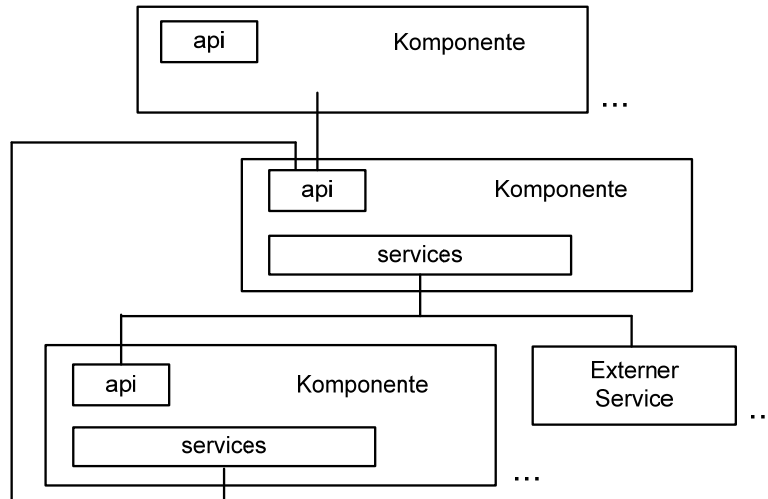 api
Komponente
...
api
Komponente
services
api
Komponente
services
...
Externer
Service
..